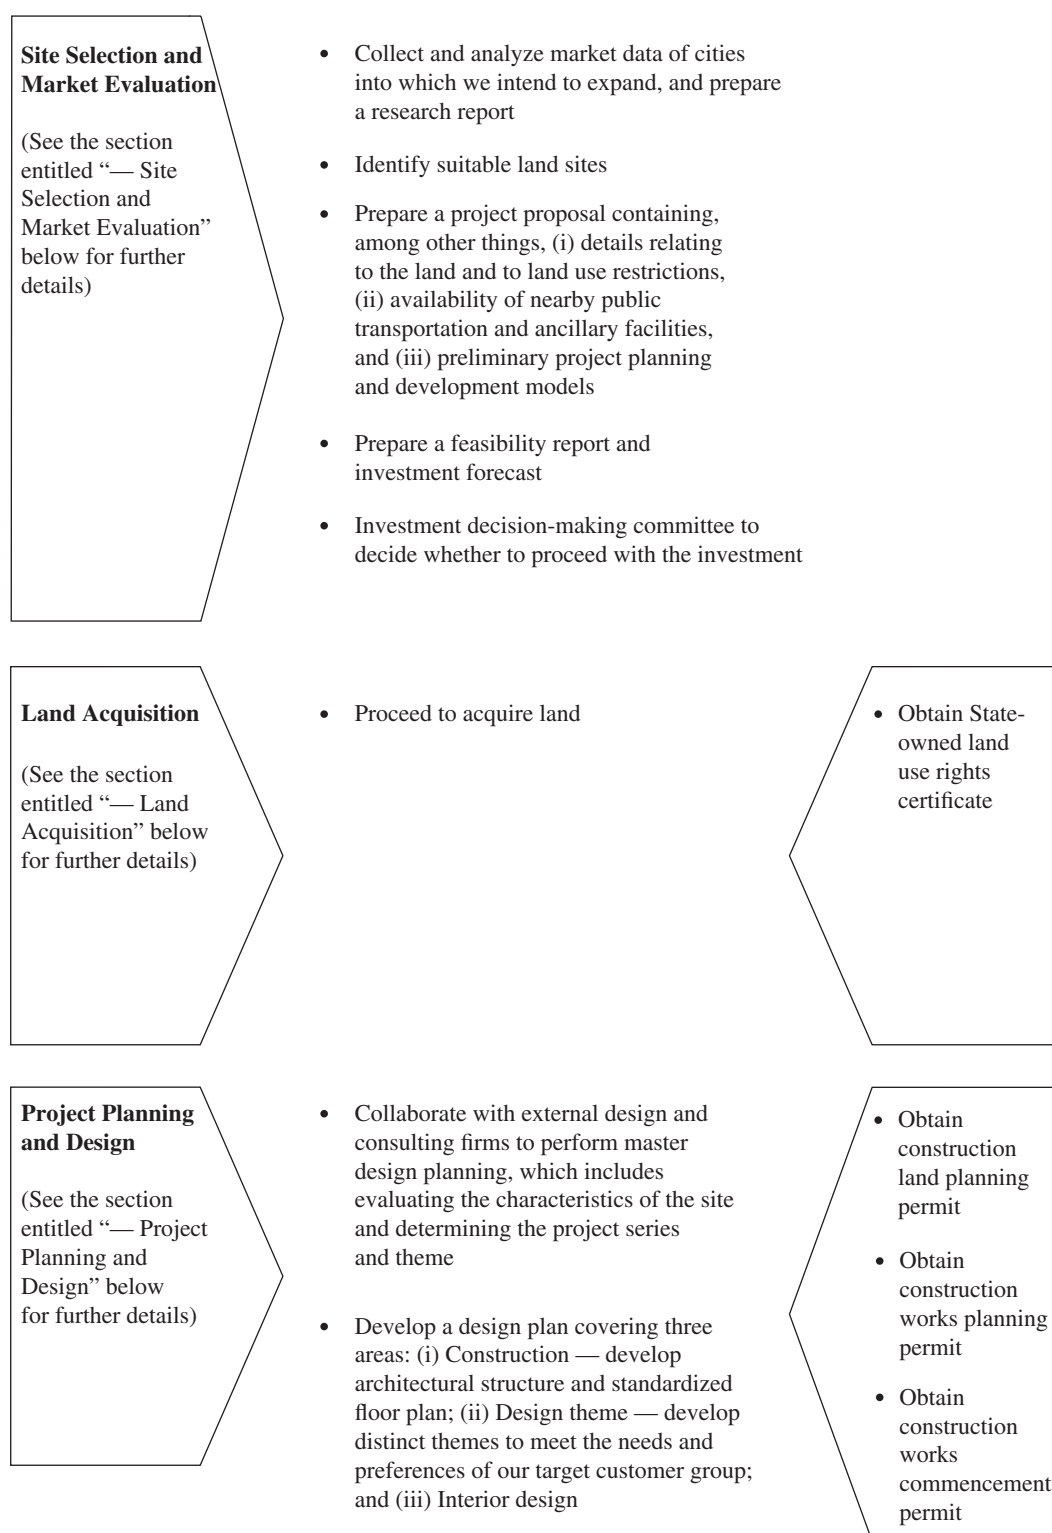 Site Selection and
Market Evaluation
(See the section
entitled “— Site
Selection and
Market Evaluation”
below for further
details)
• Collect and analyze market data of cities
into which we intend to expand, and prepare
a research report
• Identify suitable land sites
• Prepare a project proposal containing,
among other things, (i) details relating
to the land and to land use restrictions,
(ii) availability of nearby public
transportation and ancillary facilities,
and (iii) preliminary project planning
and development models
• Prepare a feasibility report and
investment forecast
• Investment decision-making committee to
decide whether to proceed with the investment
Land Acquisition
(See the section
entitled “— Land
Acquisition” below
for further details)
• Proceed to acquire land
• Obtain State-
owned land
use rights
certificate
Project Planning
and Design
(See the section
entitled “— Project
Planning and
Design” below
for further details)
• Collaborate with external design and
consulting firms to perform master
design planning, which includes
evaluating the characteristics of the site
and determining the project series
and theme
• Develop a design plan covering three
areas: (i) Construction — develop
architectural structure and standardized
floor plan; (ii) Design theme — develop
distinct themes to meet the needs and
preferences of our target customer group;
and (iii) Interior design
• Obtain
construction
land planning
permit
• Obtain
construction
works planning
permit
• Obtain
construction
works
commencement
permit